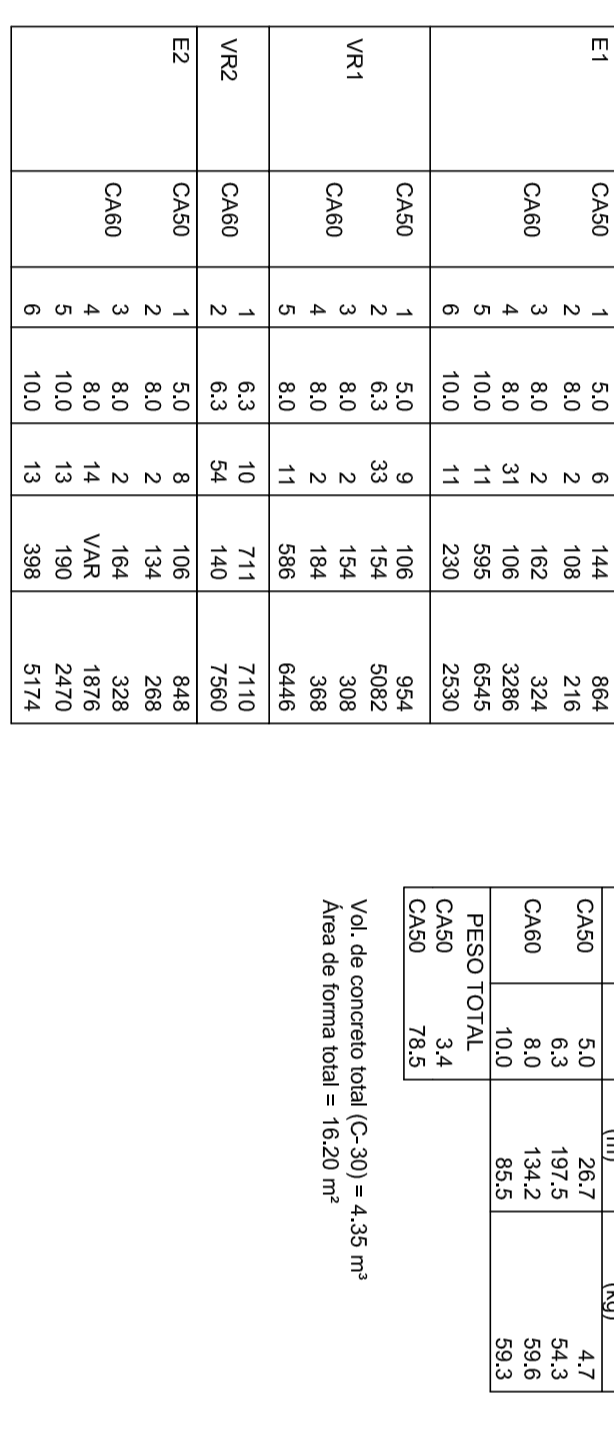 E1 CA50 1 5.0 6 144 864
2 8.0 2 108 216
CA60 3 8.0 2 162 324
4 8.0 31 106 3286
5 10.0 11 595 6545
6 10.0 11 230 2530
CA50 1 5.0 9 106 954
2 6.3 33 154 5082
VR1 3 8.0 2 154 308
CA60 4 8.0 2 184 368
5 8.0 11 586 6446
1 6.3 10 711 7110
VR2 CA60 2 6.3 54 140 7560
E2 CA50 1 5.0 8 106 848
2 8.0 2 134 268
CA60 3 8.0 2 164 328
4 8.0 14 VAR 1876
5 10.0 13 190 2470
6 10.0 13 398 5174
(m) (kg)
CA50 5.0 26.7 4.7
6.3 197.5 54.3
CA60 8.0 134.2 59.6
10.0 85.5 59.3
PESO TOTAL
CA50 3.4
CA50 78.5
Vol. de concreto total (C-30) = 4.35 m³
Área de forma total = 16.20 m²